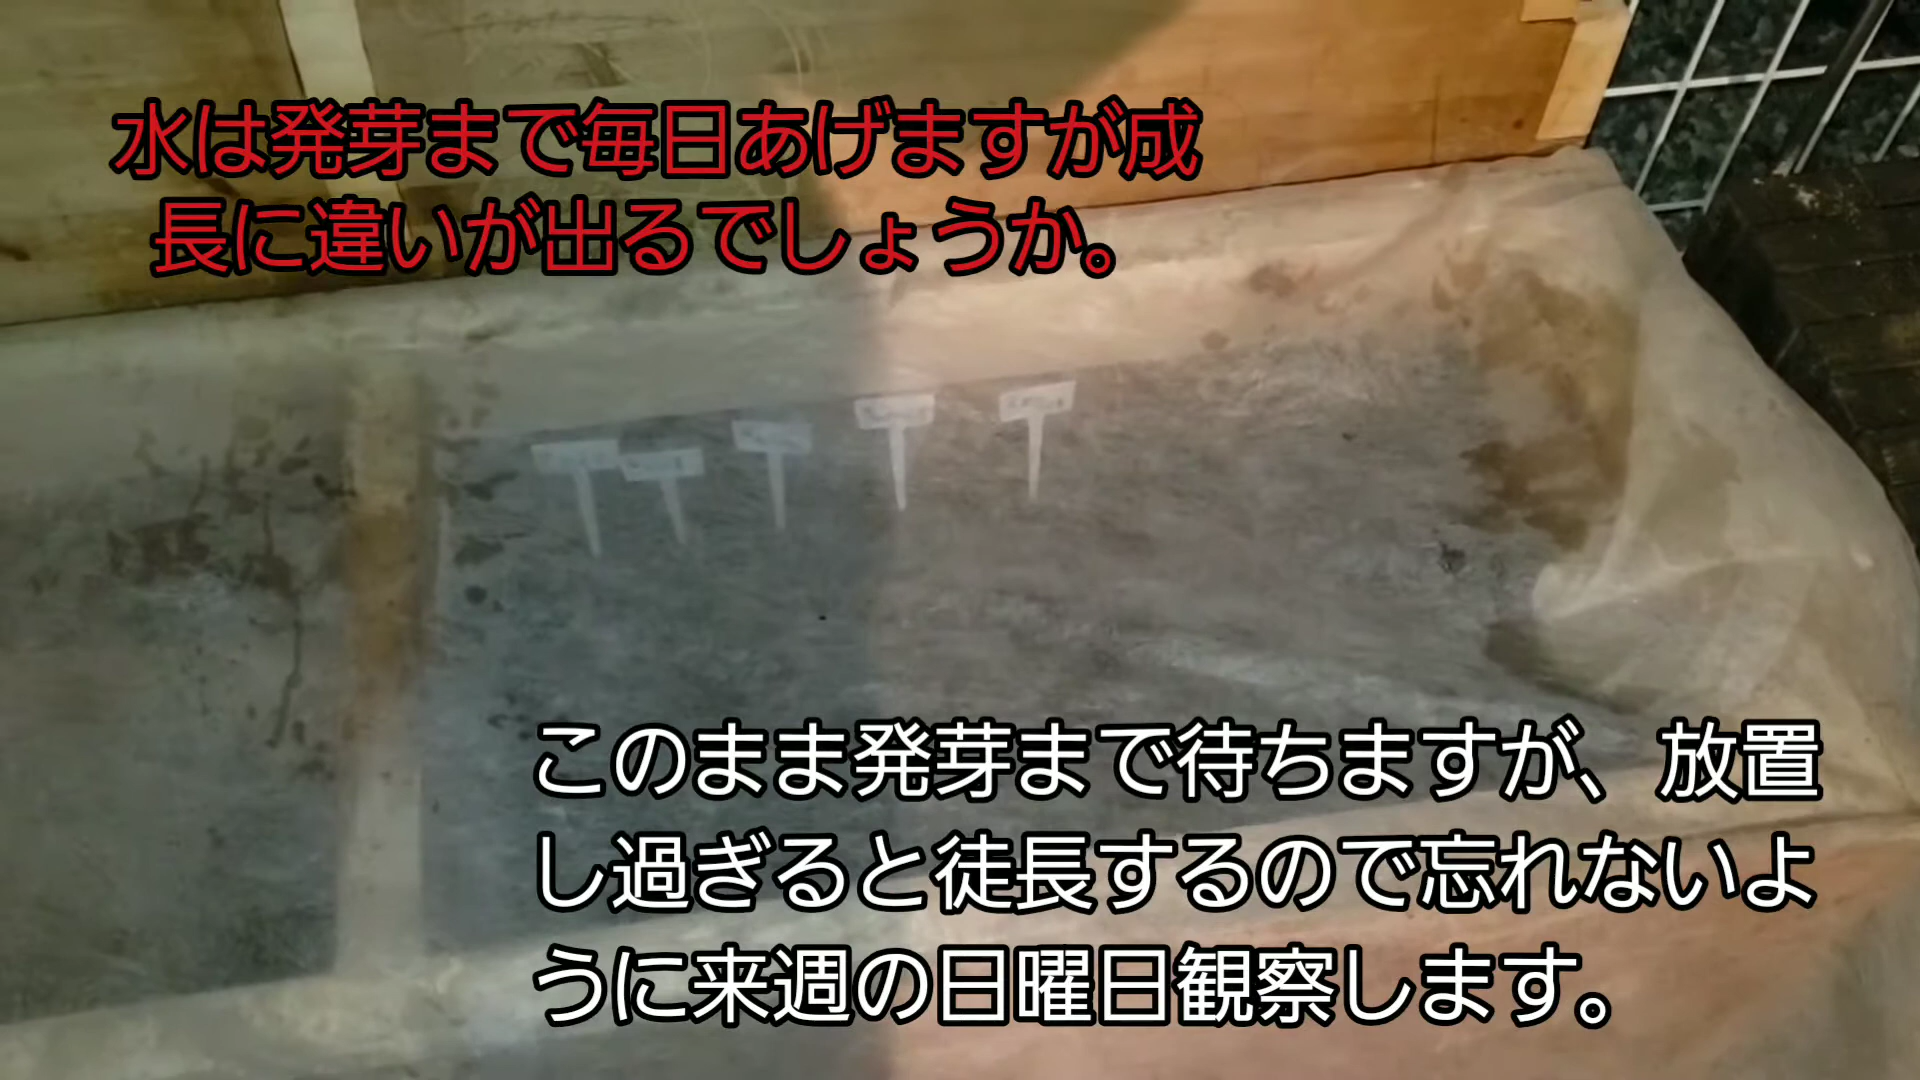 水は発芽まで毎日あげますが成
長に違いが出るでしょうか。
このまま発芽まで待ちますが、放置
し過ぎると徒長するので忘れないよ
うに来週の日曜日観察します。